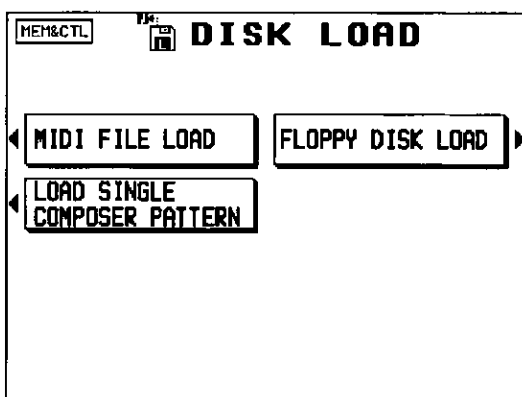 MEM&CTL
DISK LOAD
MIDI FILE LOAD
FLOPPY DISK LOAD
LOAD SINGLE
COMPOSER PATTERN